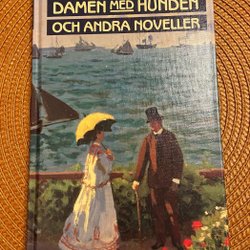 DAMEN MED HUNDEN
OCH ANDRA NOVELLER